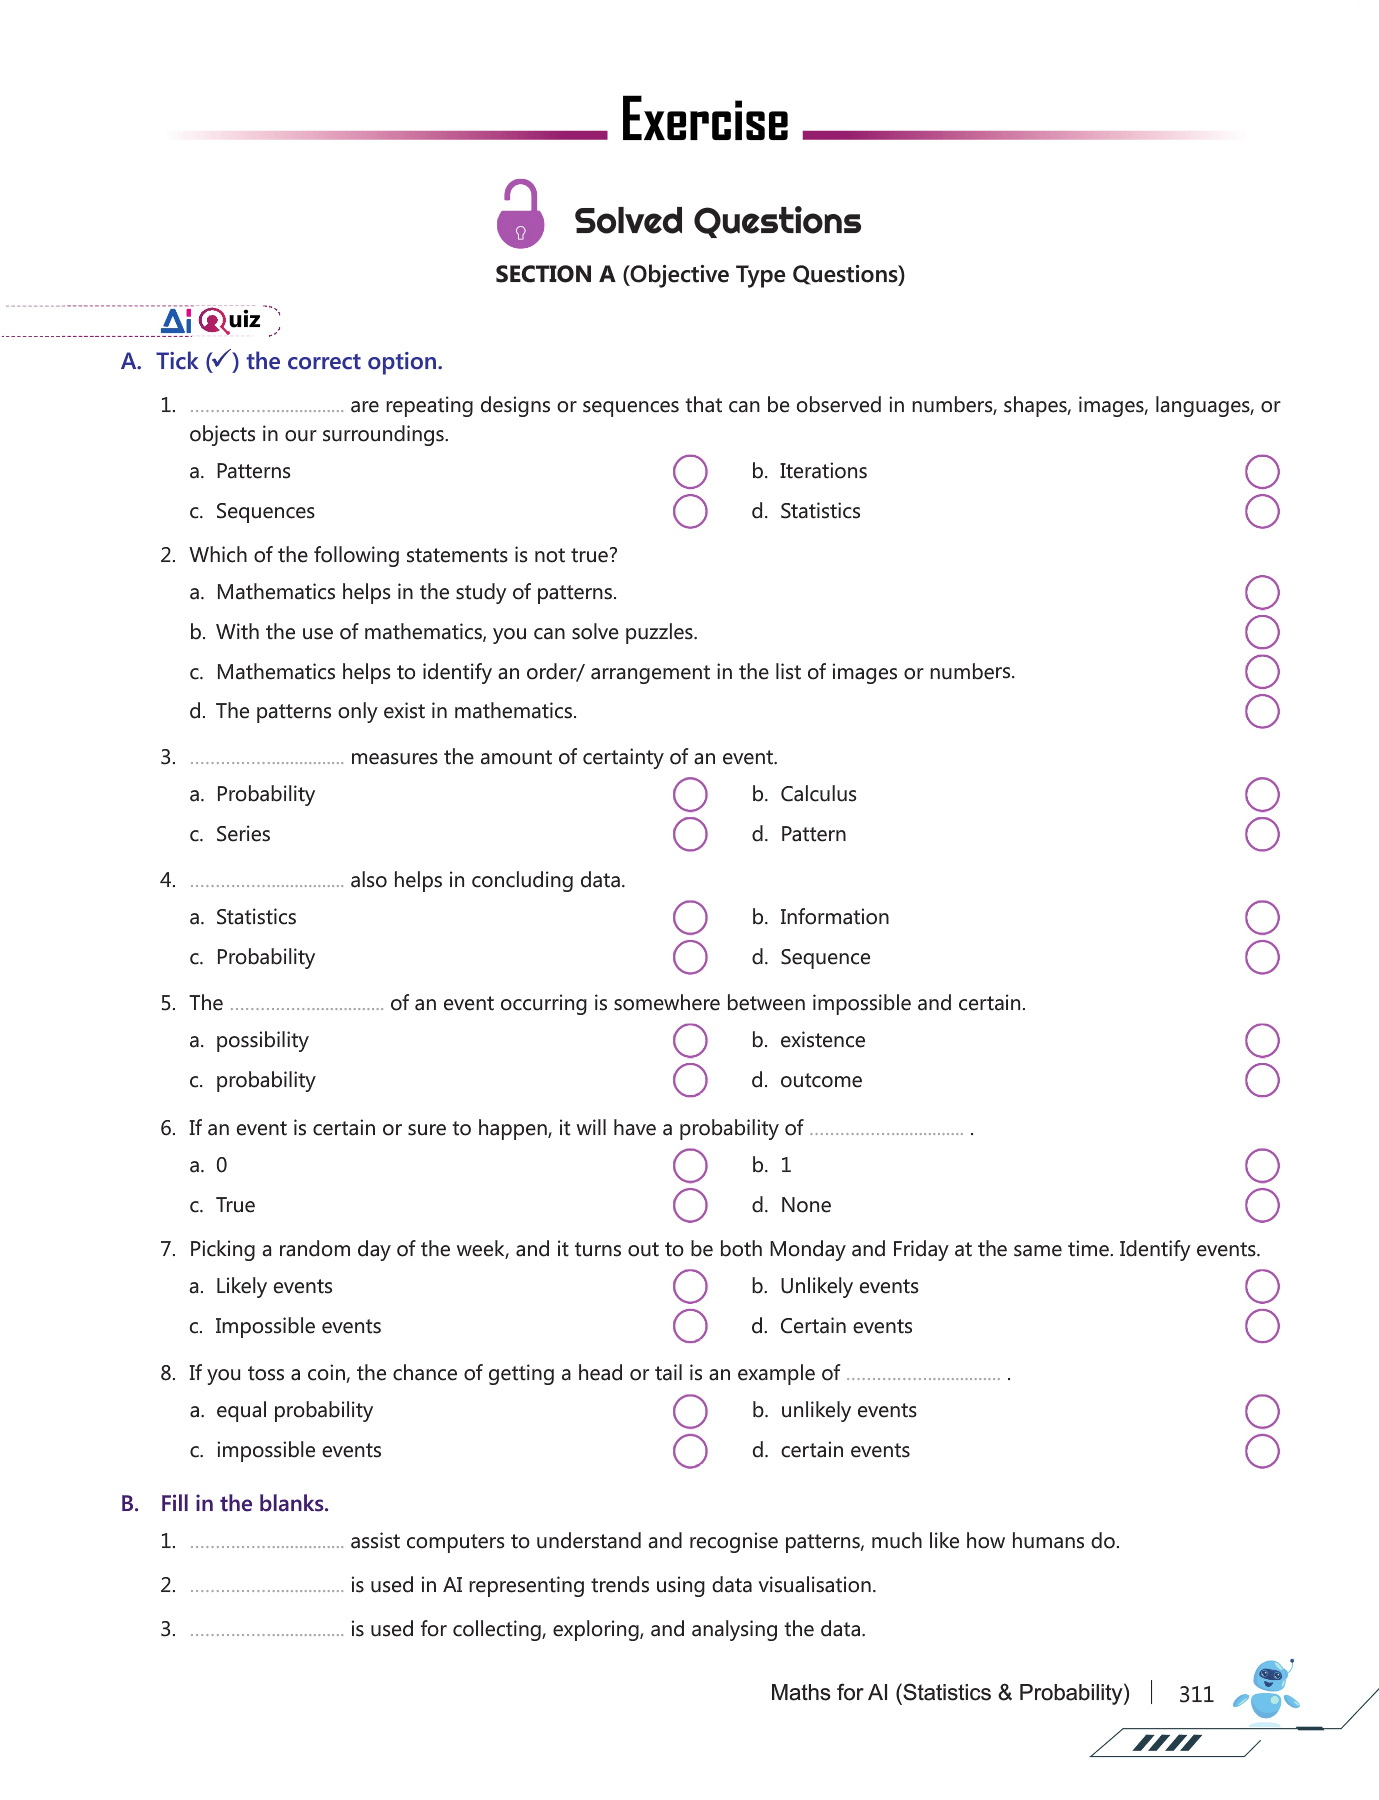 Exercise
Solved Questions
SECTION A (Objective Type Questions)
Ai Quiz
A. Tick (✓) the correct option.
1. .............................. are repeating designs or sequences that can be observed in numbers, shapes, images, languages, or
objects in our surroundings.
a. Patterns b. Iterations
c. Sequences d. Statistics
2. Which of the following statements is not true?
a. Mathematics helps in the study of patterns.
b. With the use of mathematics, you can solve puzzles.
c. Mathematics helps to identify an order/ arrangement in the list of images or numbers.
d. The patterns only exist in mathematics.
3. .............................. measures the amount of certainty of an event.
a. Probability b. Calculus
c. Series d. Pattern
4. .............................. also helps in concluding data.
a. Statistics b. Information
c. Probability d. Sequence
5. The .............................. of an event occurring is somewhere between impossible and certain.
a. possibility b. existence
c. probability d. outcome
6. If an event is certain or sure to happen, it will have a probability of .............................. .
a. 0 b. 1
c. True d. None
7. Picking a random day of the week, and it turns out to be both Monday and Friday at the same time. Identify events.
a. Likely events b. Unlikely events
c. Impossible events d. Certain events
8. If you toss a coin, the chance of getting a head or tail is an example of .............................. .
a. equal probability b. unlikely events
c. impossible events d. certain events
B. Fill in the blanks.
1. .............................. assist computers to understand and recognise patterns, much like how humans do.
2. .............................. is used in AI representing trends using data visualisation.
3. .............................. is used for collecting, exploring, and analysing the data.
Maths for AI (Statistics & Probability) 311